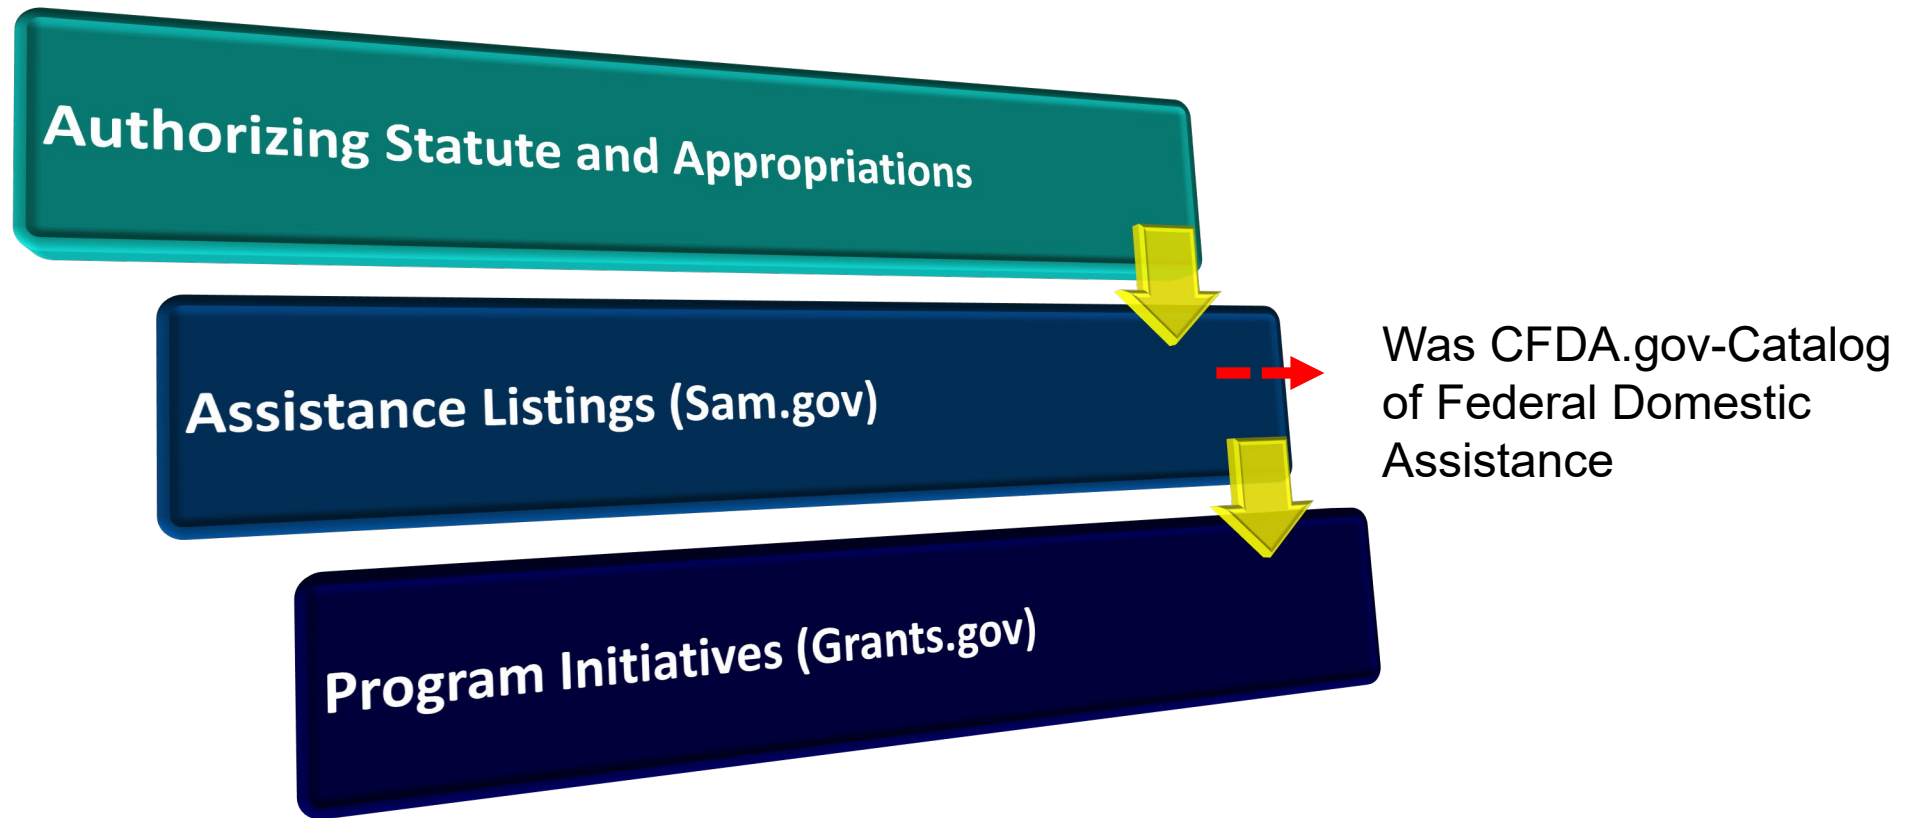 Authorizing Statute and Appropriations
Assistance Listings (Sam.gov)
Was CFDA.gov-Catalog
of Federal Domestic
Assistance
Program Initiatives (Grants.gov)